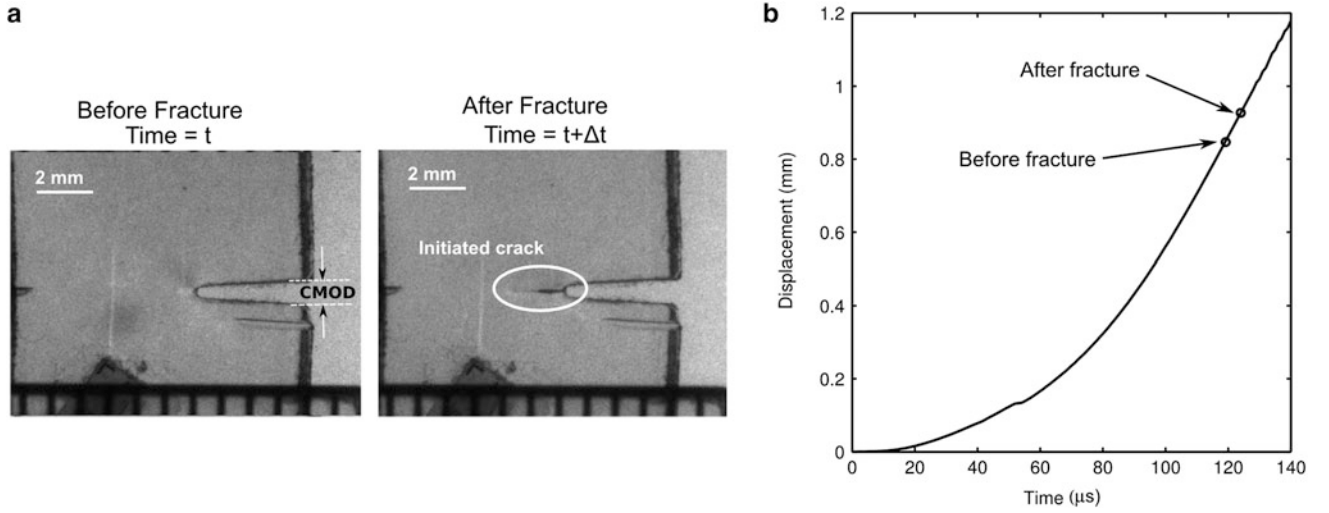 a
Before Fracture
Time = t
2 mm
CMOD
After Fracture
Time = t+Δt
2 mm
Initiated crack
b
1.2
1
0.8
0.6
0.4
0.2
0
Displacement (mm)
After fracture
Before fracture
0 20 40 60 80 100 120 140
Time (μs)